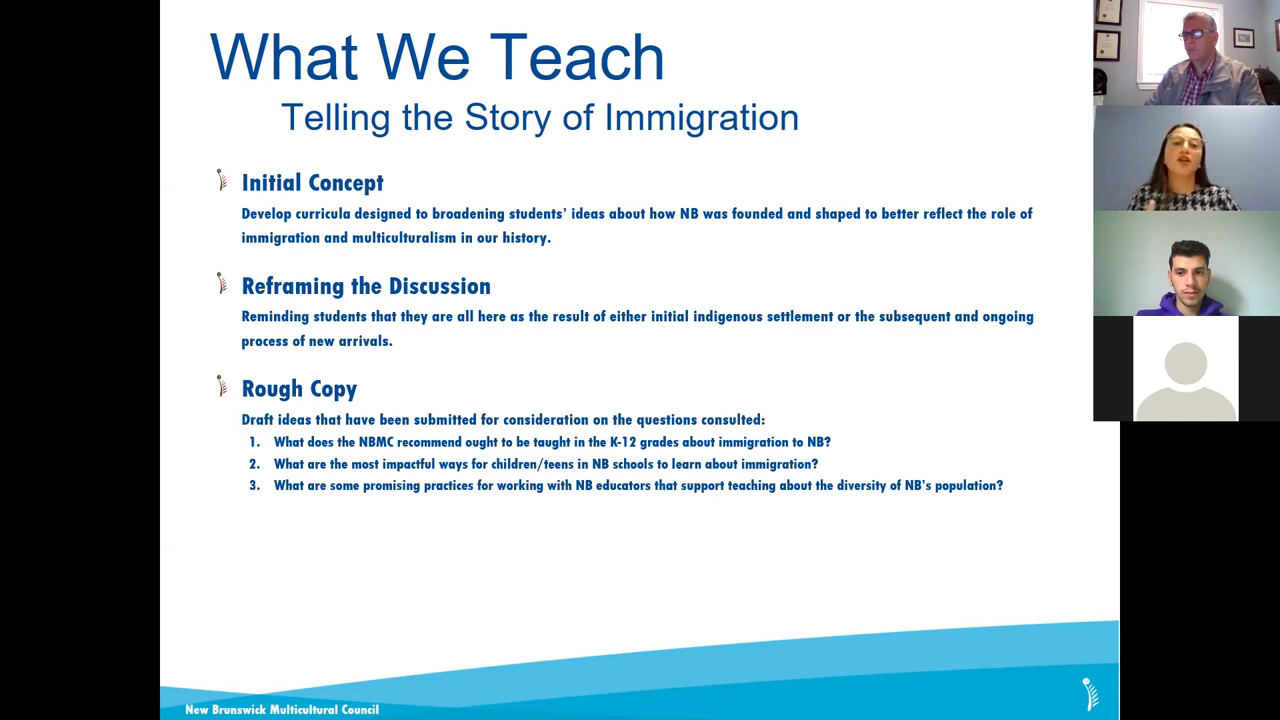 What We Teach
Telling the Story of Immigration
Initial Concept
Develop curricula designed to broadening students’ ideas about how NB was founded and shaped to better reflect the role of
immigration and multiculturalism in our history.
Reframing the Discussion
Reminding students that they are all here as the result of either initial indigenous settlement or the subsequent and ongoing
process of new arrivals.
Rough Copy
Draft ideas that have been submitted for consideration on the questions consulted:
1. What does the NBMC recommend ought to be taught in the K-12 grades about immigration to NB?
2. What are the most impactful ways for children/teens in NB schools to learn about immigration?
3. What are some promising practices for working with NB educators that support teaching about the diversity of NB’s population?
New Brunswick Multicultural Council